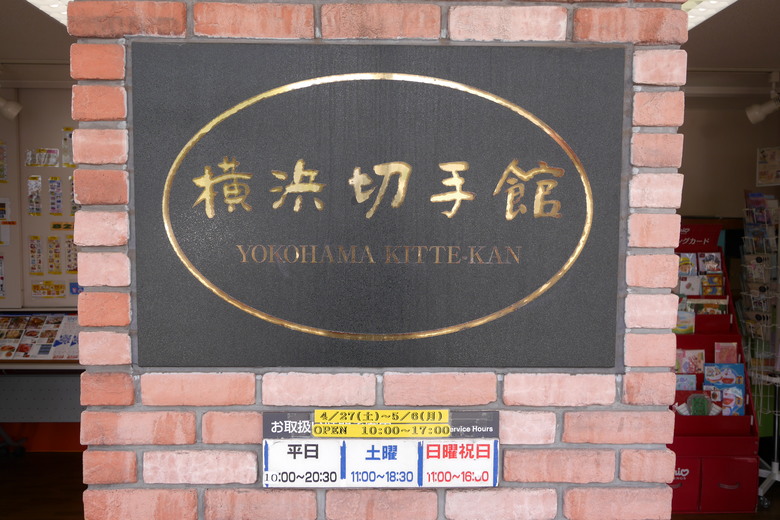 横浜切手館
YOKOHAMA KITTE-KAN
4/27(土)～5/6(月)
OPEN 10:00～17:00
お取扱
ervice Hours
平日
土曜
日曜祝日
10:00～20:30
11:00～18:30
11:00～16: